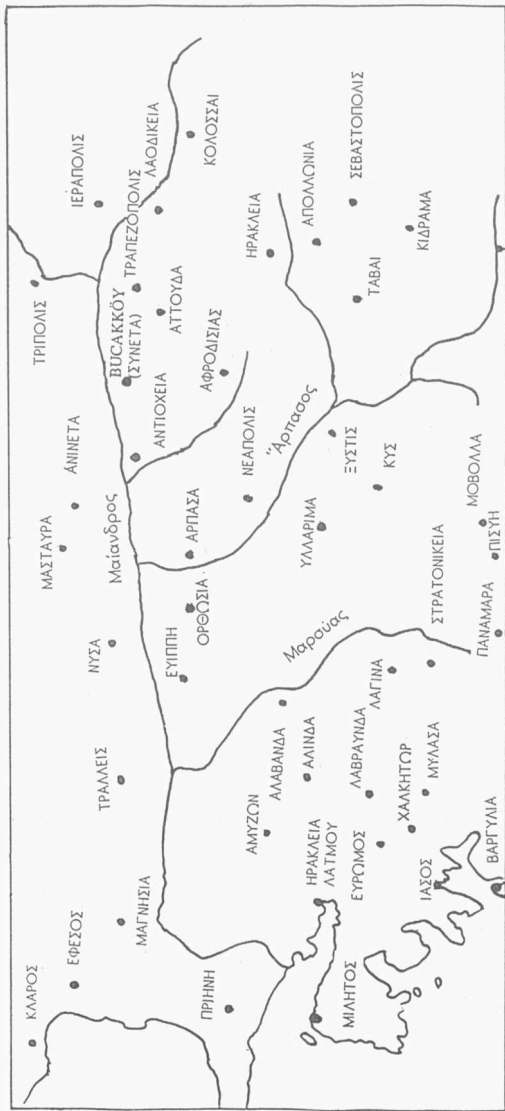 ΚΛΑΡΟΣ
ΕΦΕΣΟΣ
ΜΑΓΝΗΣΙΑ
ΠΡΙΗΝΗ
ΤΡΑΛΛΕΙΣ
ΝΥΣΑ
ΜΑΣΤΑΥΡΑ
ΑΝΙΝΕΤΑ
ΤΡΙΠΟΛΙΣ
ΙΕΡΑΠΟΛΙΣ
Μαίανδρος
ΑΝΤΙΟΧΕΙΑ
BUCAKKÖY
(ΣΥΝΕΤΑ)
ΤΡΑΠΕΖΟΠΟΛΙΣ
ΛΑΟΔΙΚΕΙΑ
ΚΟΛΟΣΣΑΙ
ΑΤΤΟΥΔΑ
ΑΦΡΟΔΙΣΙΑΣ
ΕΥΙΠΠΗ
ΟΡΘΩΣΙΑ
ΑΡΠΑΣΑ
ΝΕΑΠΟΛΙΣ
Ἅρπασος
ΗΡΑΚΛΕΙΑ
ΑΠΟΛΛΩΝΙΑ
ΣΕΒΑΣΤΟΠΟΛΙΣ
ΤΑΒΑΙ
ΚΙΔΡΑΜΑ
ΑΜΥΖΩΝ
ΑΛΑΒΑΝΔΑ
ΑΛΙΝΔΑ
Μαρσύας
ΥΛΛΑΡΙΜΑ
ΞΥΣΤΙΣ
ΚΥΣ
ΗΡΑΚΛΕΙΑ
ΛΑΤΜΟΥ
ΜΙΛΗΤΟΣ
ΕΥΡΩΜΟΣ
ΛΑΒΡΑΥΝΔΑ
ΧΑΛΚΗΤΩΡ
ΛΑΓΙΝΑ
ΣΤΡΑΤΟΝΙΚΕΙΑ
ΜΥΛΑΣΑ
ΙΑΣΟΣ
ΒΑΡΓΥΛΙΑ
ΠΑΝΑΜΑΡΑ
ΠΙΣΥΗ
ΜΟΒΟΛΛΑ